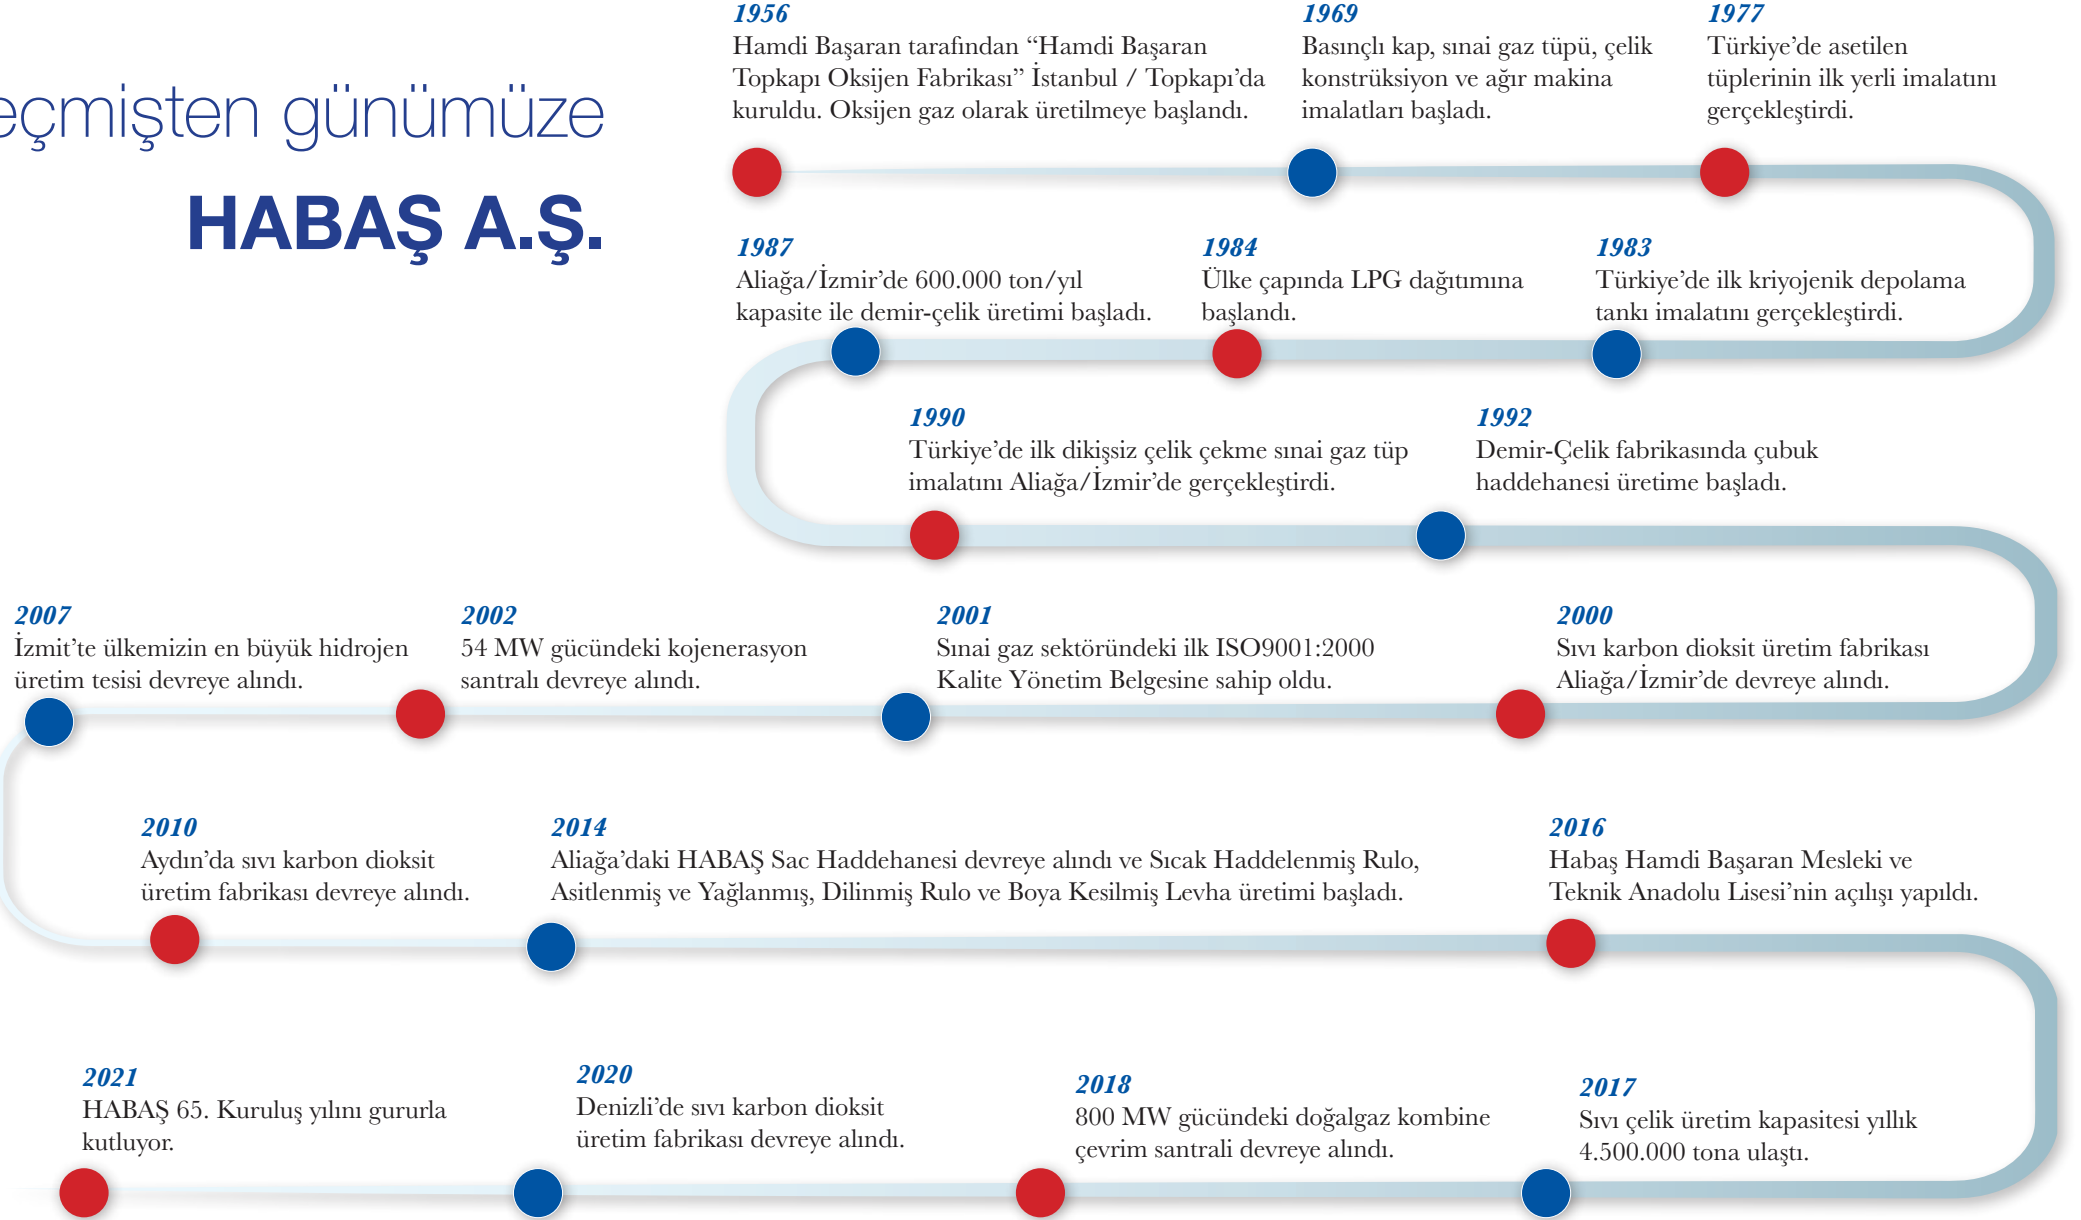 eçmişten günümüze
HABAŞ A.Ş.
1956
Hamdi Başaran tarafından “Hamdi Başaran
Topkapı Oksijen Fabrikası” İstanbul / Topkapı’da
kuruldu. Oksijen gaz olarak üretilmeye başlandı.
1969
Basınçlı kap, sınai gaz tüpü, çelik
konstrüksiyon ve ağır makina
imalatları başladı.
1977
Türkiye’de asetilen
tüplerinin ilk yerli imalatını
gerçekleştirdi.
1983
Türkiye’de ilk kriyojenik depolama
tankı imalatını gerçekleştirdi.
1984
Ülke çapında LPG dağıtımına
başlandı.
1987
Aliağa/İzmir’de 600.000 ton/yıl
kapasite ile demir-çelik üretimi başladı.
1990
Türkiye’de ilk dikişsiz çelik çekme sınai gaz tüp
imalatını Aliağa/İzmir’de gerçekleştirdi.
1992
Demir-Çelik fabrikasında çubuk
haddehanesi üretime başladı.
2000
Sıvı karbon dioksit üretim fabrikası
Aliağa/İzmir’de devreye alındı.
2001
Sınai gaz sektöründeki ilk ISO9001:2000
Kalite Yönetim Belgesine sahip oldu.
2002
54 MW gücündeki kojenerasyon
santralı devreye alındı.
2007
İzmit’te ülkemizin en büyük hidrojen
üretim tesisi devreye alındı.
2010
Aydın’da sıvı karbon dioksit
üretim fabrikası devreye alındı.
2014
Aliağa’daki HABAŞ Sac Haddehanesi devreye alındı ve Sıcak Haddelenmiş Rulo,
Asitlenmiş ve Yağlanmış, Dilinmiş Rulo ve Boya Kesilmiş Levha üretimi başladı.
2016
Habaş Hamdi Başaran Mesleki ve
Teknik Anadolu Lisesi’nin açılışı yapıldı.
2017
Sıvı çelik üretim kapasitesi yıllık
4.500.000 tona ulaştı.
2018
800 MW gücündeki doğalgaz kombine
çevrim santrali devreye alındı.
2020
Denizli’de sıvı karbon dioksit
üretim fabrikası devreye alındı.
2021
HABAŞ 65. Kuruluş yılını gururla
kutluyor.